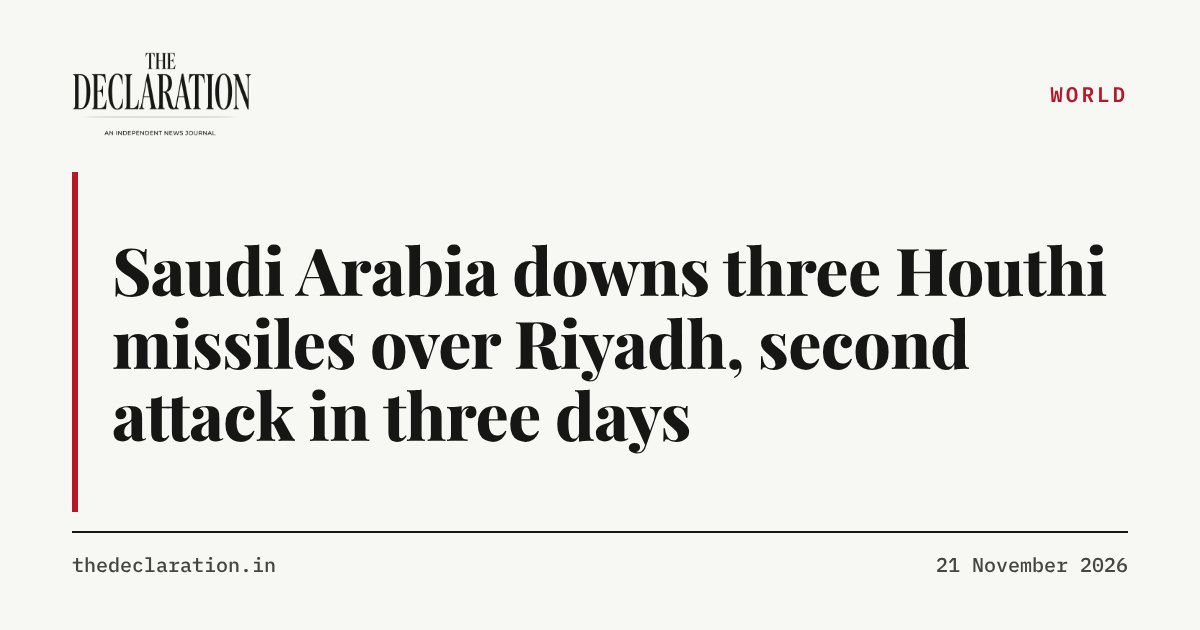 THE
DECLARATION
AN INDEPENDENT NEWS JOURNAL
WORLD
Saudi Arabia downs three Houthi
missiles over Riyadh, second
attack in three days
thedeclaration.in
21 November 2026